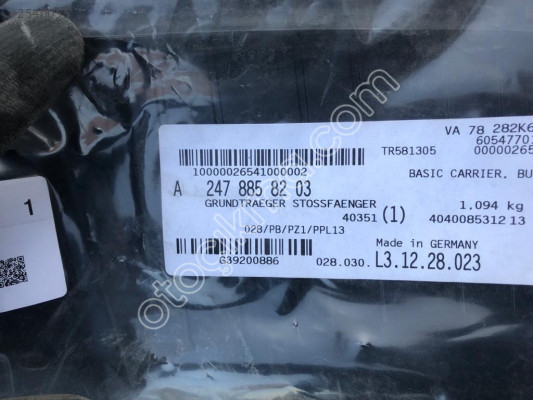 VA 78 282K6
6054770
TR581305 00000265
10000026541000002
BASIC CARRIER. BU
A 247 885 82 03
1.094 kg
GRUNDTRAEGER STOSSFAENGER
40351 (1) 4040085312 13
028/PB/PZ1/PPL13
Made in GERMANY
G39200886 028.030. L3.12.28.023
1
otogikma.com